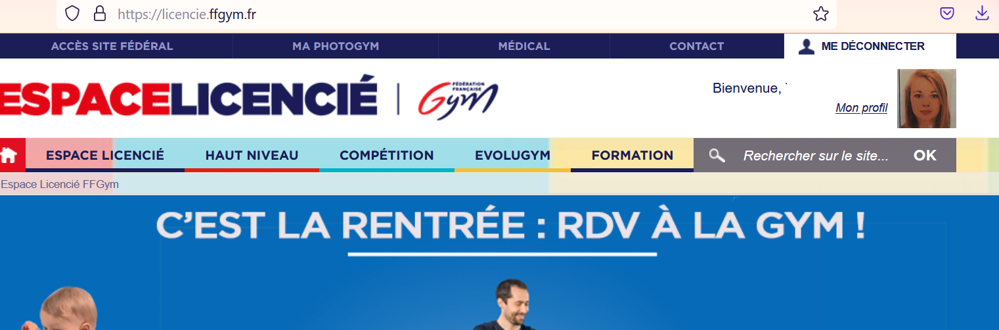 https://licencie.ffgym.fr
ACCÈS SITE FÉDÉRAL MA PHOTOGYM MÉDICAL CONTACT ME DÉCONNECTER
ESPACELICENCIÉ
FÉDÉRATION
FRANÇAISE
Gym
Bienvenue,
Mon profil
ESPACE LICENCIÉ HAUT NIVEAU COMPÉTITION EVOLUGYM FORMATION Rechercher sur le site... OK
Espace Licencié FFGym
C'EST LA RENTRÉE : RDV À LA GYM !